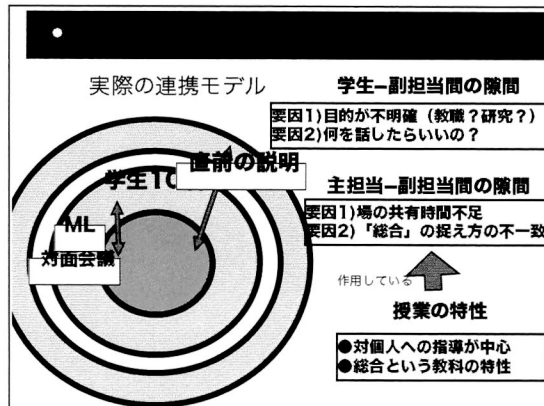 実際の連携モデル
学生−副担当間の隙間
要因1)目的が不明確（教職？研究？）
要因2)何を話したらいいの？
直前の説明
学生TC
ML
対面会議
主担当−副担当間の隙間
要因1)場の共有時間不足
要因2)「総合」の捉え方の不一致
作用している
授業の特性
●対個人への指導が中心
●総合という教科の特性